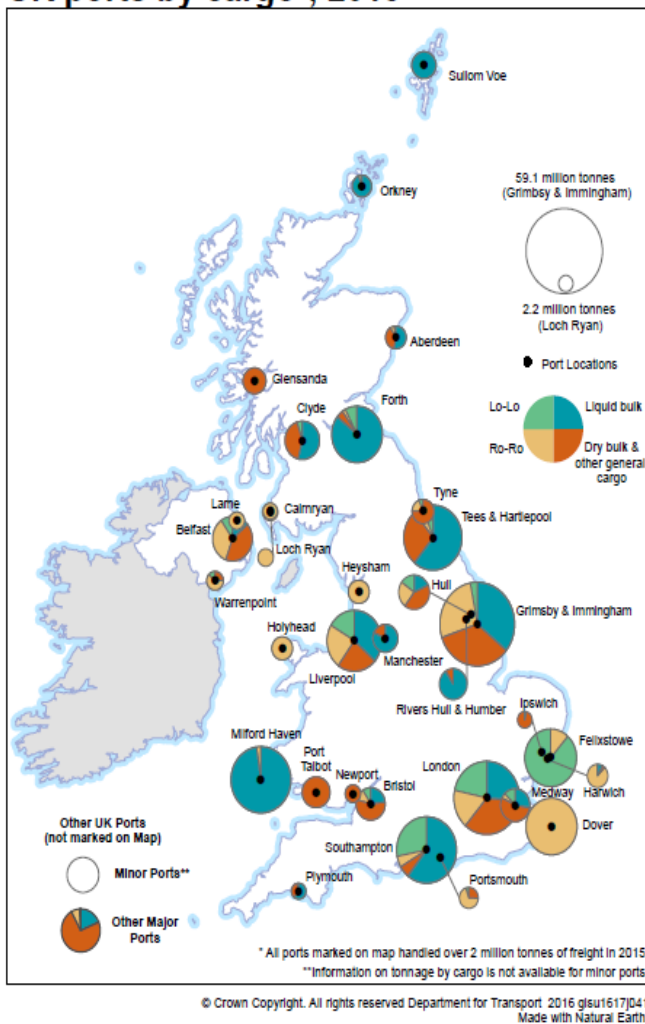 ports by cargo
Sullom Voe
Orkney
59.1 million tonnes
(Grimsby & Immingham)
2.2 million tonnes
(Loch Ryan)
Port Locations
Lo-Lo
Liquid bulk
Ro-Ro
Dry bulk &
other general
cargo
Aberdeen
Glensanda
Clyde
Forth
Tyne
Tees & Hartlepool
Larne
Belfast
Cairnryan
Loch Ryan
Warrenpoint
Heysham
Hull
Grimsby & Immingham
Holyhead
Liverpool
Manchester
Rivers Hull & Humber
Ipswich
Felixstowe
Harwich
Milford Haven
Port
Talbot
Newport
Bristol
London
Medway
Dover
Southampton
Portsmouth
Plymouth
Other UK Ports
(not marked on Map)
Minor Ports**
Other Major
Ports
* All ports marked on map handled over 2 million tonnes of freight in 2015
**Information on tonnage by cargo is not available for minor ports
© Crown Copyright. All rights reserved Department for Transport 2016 gisu1617j041
Made with Natural Earth